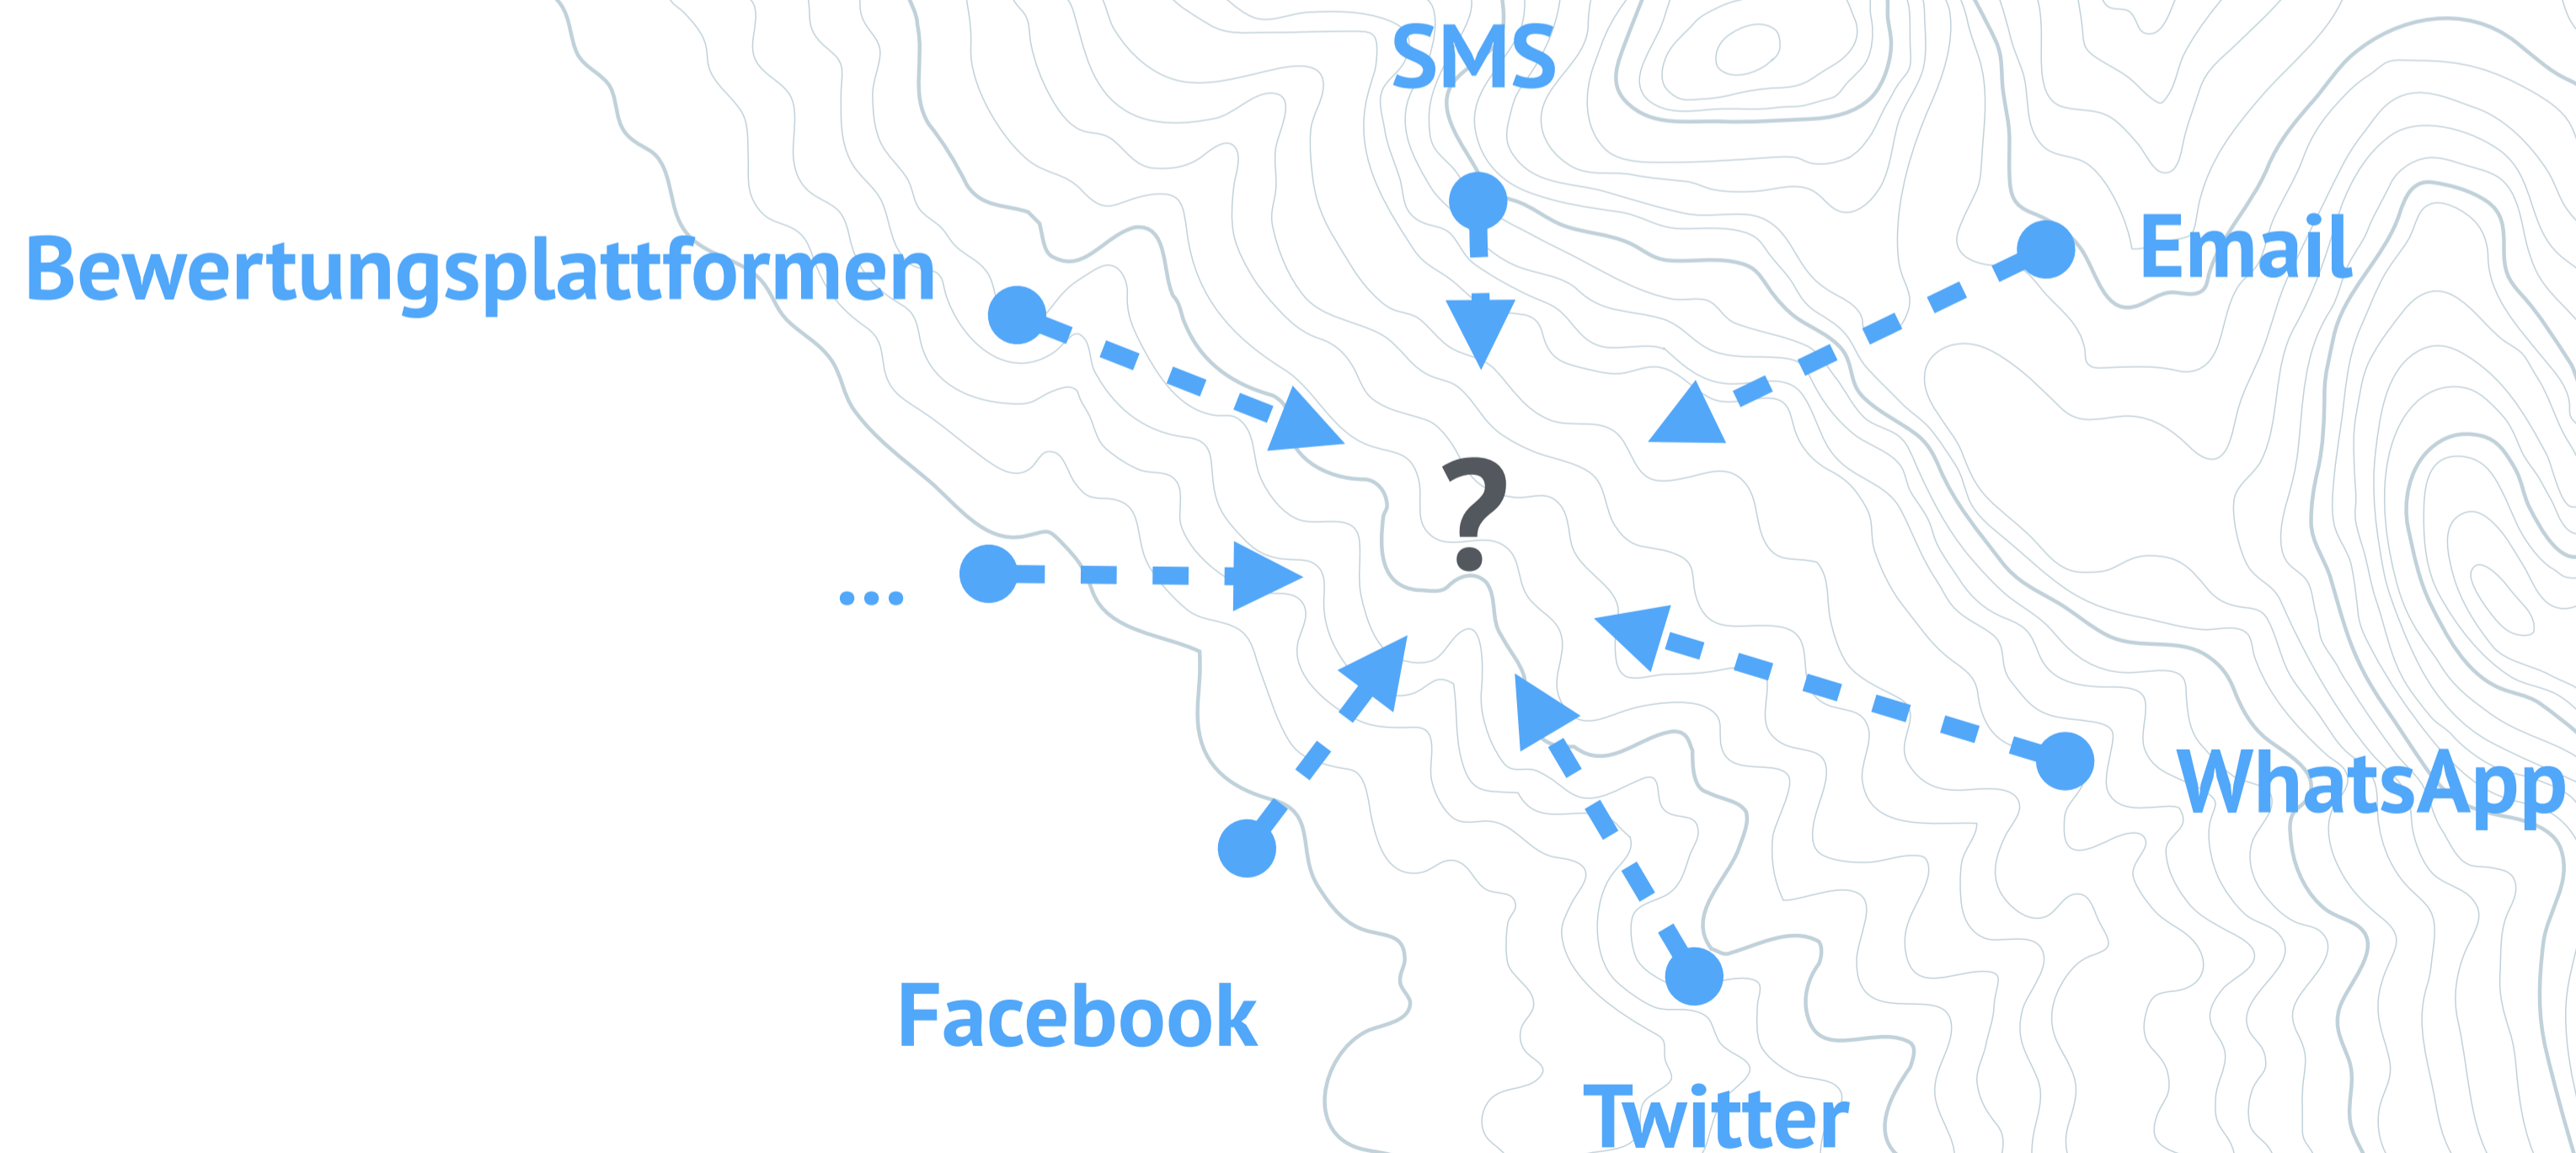 SMS
Email
Bewertungsplattformen
?
...
WhatsApp
Facebook
Twitter